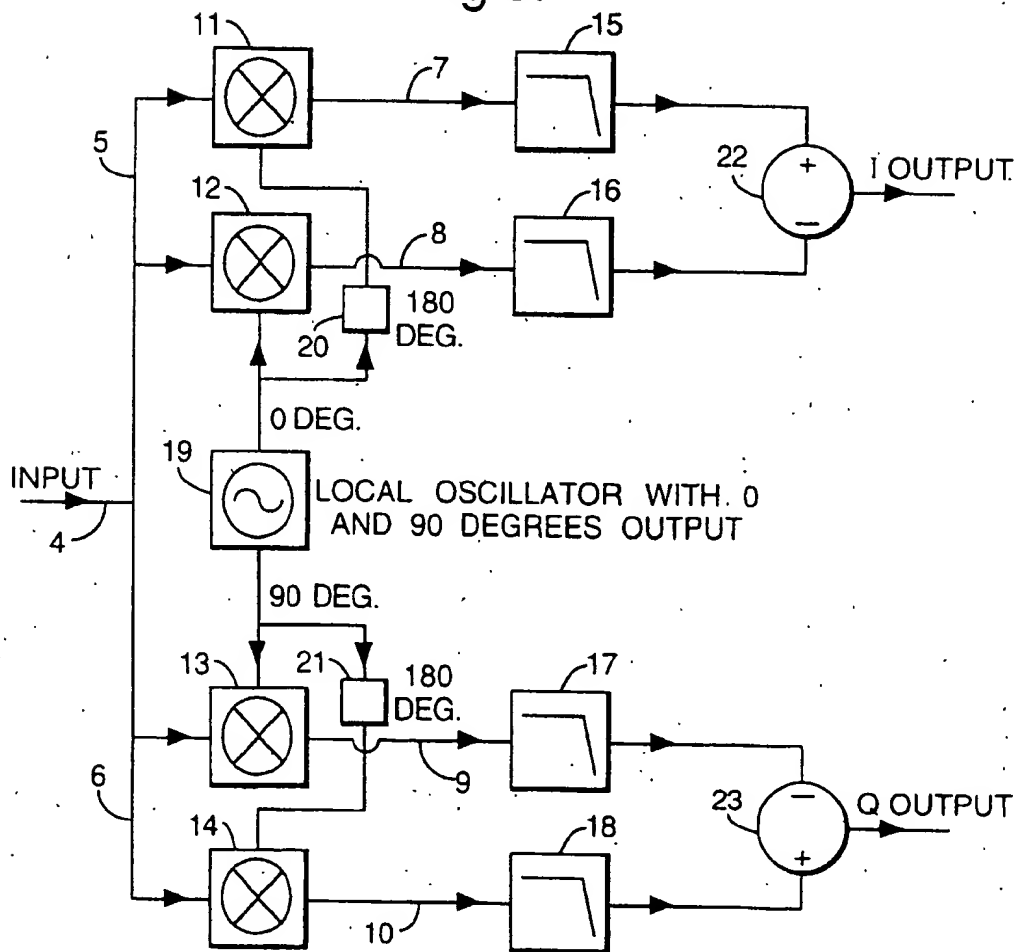 11
15
7
5
22
+
−
I OUTPUT
12
16
8
180
DEG.
20
0 DEG.
INPUT
4
19
LOCAL OSCILLATOR WITH 0
AND 90 DEGREES OUTPUT
90 DEG.
13
21
180
DEG.
17
9
6
23
−
+
Q OUTPUT
14
18
10